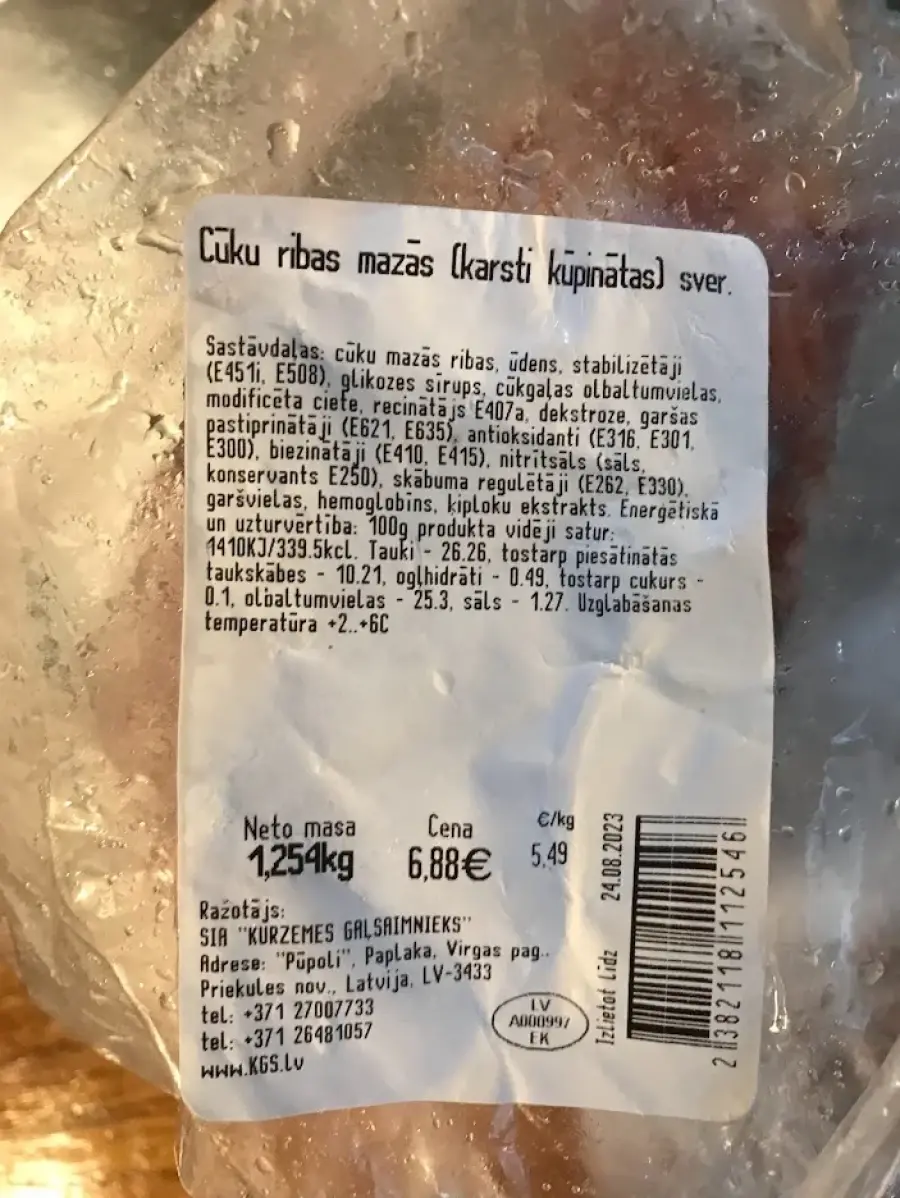 Cūku ribas mazās (karsti kūpinātas) sver.
Sastāvdaļas: cūku mazās ribas, ūdens, stabilizētāji
(E451i, E508), glikozes sīrups, cūkgaļas olbaltumvielas,
modificēta ciete, recinātājs E407a, dekstroze, garšas
pastiprinātāji (E621, E635), antioksidanti (E316, E301,
E300), biezinātāji (E410, E415), nitrītsāls (sāls,
konservants E250), skābuma regulētāji (E262, E330),
garšvielas, hemoglobīns, ķiploku ekstrakts. Enerģētiskā
un uzturvērtība: 100g produkta vidēji satur:
1410KJ/339.5kcl. Tauki - 26.26, tostarp piesātinātās
taukskābes - 10.21, ogļhidrāti - 0.49, tostarp cukurs -
0.1, olbaltumvielas - 25.3, sāls - 1.27. Uzglabāšanas
temperatūra +2..+6C
Neto masa Cena €/kg
1,254kg 6,88€ 5,49
Ražotājs:
SIA "KURZEMES GAĻSAIMNIEKS"
Adrese: "Pūpoli", Paplaka, Virgas pag.,
Priekules nov., Latvija, LV-3433
tel: +371 27007733
tel: +371 26481057
www.KGS.lv
LV
A000997
EK
Izlietot Līdz 24.08.2023
2 382118 112546